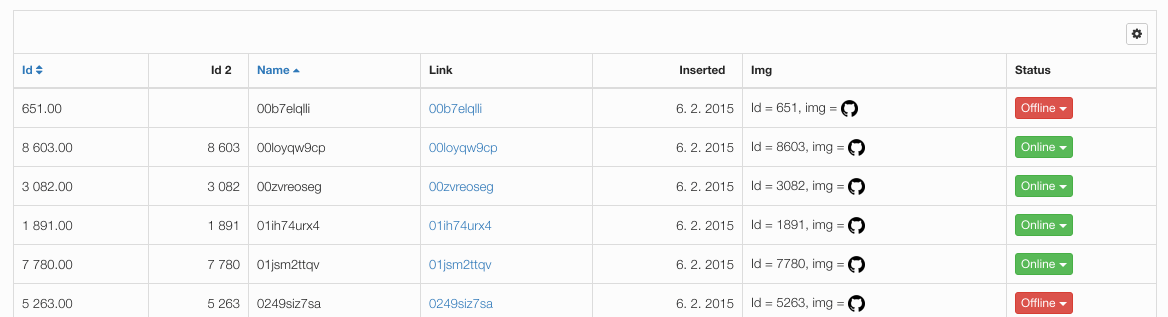 Id Id 2 Name Link Inserted Img Status
651.00 00b7elqlli 00b7elqlli 6. 2. 2015 Id = 651, img = Offline
8 603.00 8 603 00loyqw9cp 00loyqw9cp 6. 2. 2015 Id = 8603, img = Online
3 082.00 3 082 00zvreoseg 00zvreoseg 6. 2. 2015 Id = 3082, img = Online
1 891.00 1 891 01ih74urx4 01ih74urx4 6. 2. 2015 Id = 1891, img = Online
7 780.00 7 780 01jsm2ttqv 01jsm2ttqv 6. 2. 2015 Id = 7780, img = Online
5 263.00 5 263 0249siz7sa 0249siz7sa 6. 2. 2015 Id = 5263, img = Offline